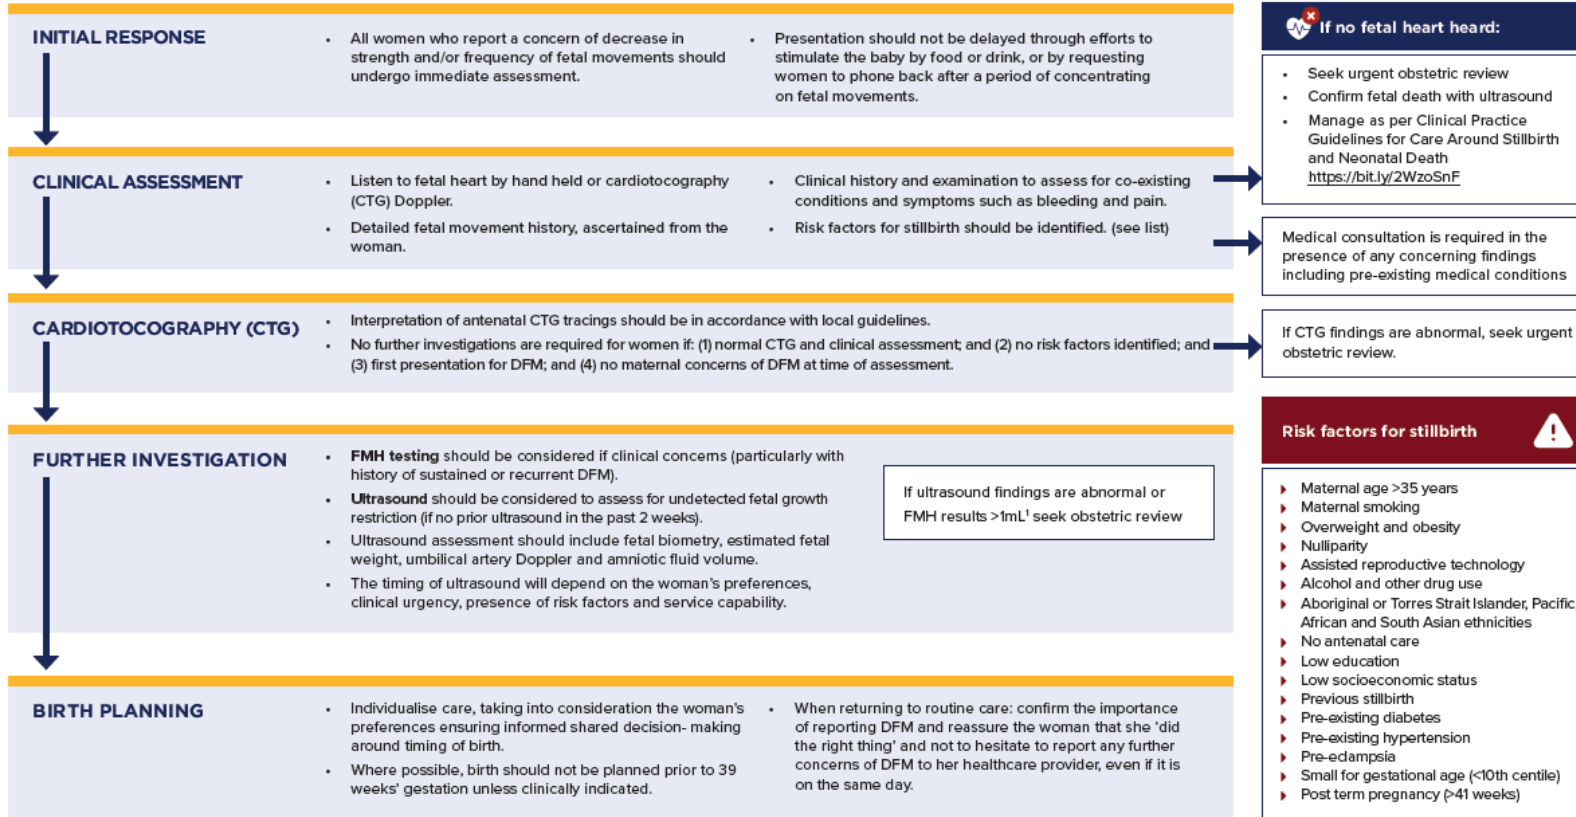 INITIAL RESPONSE
• All women who report a concern of decrease in
strength and/or frequency of fetal movements should
undergo immediate assessment.
• Presentation should not be delayed through efforts to
stimulate the baby by food or drink, or by requesting
women to phone back after a period of concentrating
on fetal movements.
CLINICAL ASSESSMENT
• Listen to fetal heart by hand held or cardiotocography
(CTG) Doppler.
• Detailed fetal movement history, ascertained from the
woman.
• Clinical history and examination to assess for co-existing
conditions and symptoms such as bleeding and pain.
• Risk factors for stillbirth should be identified. (see list)
CARDIOTOCOGRAPHY (CTG)
• Interpretation of antenatal CTG tracings should be in accordance with local guidelines.
• No further investigations are required for women if: (1) normal CTG and clinical assessment; and (2) no risk factors identified; and
(3) first presentation for DFM; and (4) no maternal concerns of DFM at time of assessment.
FURTHER INVESTIGATION
• FMH testing should be considered if clinical concerns (particularly with
history of sustained or recurrent DFM).
• Ultrasound should be considered to assess for undetected fetal growth
restriction (if no prior ultrasound in the past 2 weeks).
• Ultrasound assessment should include fetal biometry, estimated fetal
weight, umbilical artery Doppler and amniotic fluid volume.
• The timing of ultrasound will depend on the woman's preferences,
clinical urgency, presence of risk factors and service capability.
If ultrasound findings are abnormal or
FMH results >1mL¹ seek obstetric review
BIRTH PLANNING
• Individualise care, taking into consideration the woman's
preferences ensuring informed shared decision- making
around timing of birth.
• Where possible, birth should not be planned prior to 39
weeks' gestation unless clinically indicated.
• When returning to routine care: confirm the importance
of reporting DFM and reassure the woman that she 'did
the right thing' and not to hesitate to report any further
concerns of DFM to her healthcare provider, even if it is
on the same day.
If no fetal heart heard:
• Seek urgent obstetric review
• Confirm fetal death with ultrasound
• Manage as per Clinical Practice
Guidelines for Care Around Stillbirth
and Neonatal Death
https://bit.ly/2WzoSnF
Medical consultation is required in the
presence of any concerning findings
including pre-existing medical conditions
If CTG findings are abnormal, seek urgent
obstetric review.
Risk factors for stillbirth
Maternal age >35 years
Maternal smoking
Overweight and obesity
Nulliparity
Assisted reproductive technology
Alcohol and other drug use
Aboriginal or Torres Strait Islander, Pacific,
African and South Asian ethnicities
No antenatal care
Low education
Low socioeconomic status
Previous stillbirth
Pre-existing diabetes
Pre-existing hypertension
Pre-eclampsia
Small for gestational age (<10th centile)
Post term pregnancy (>41 weeks)